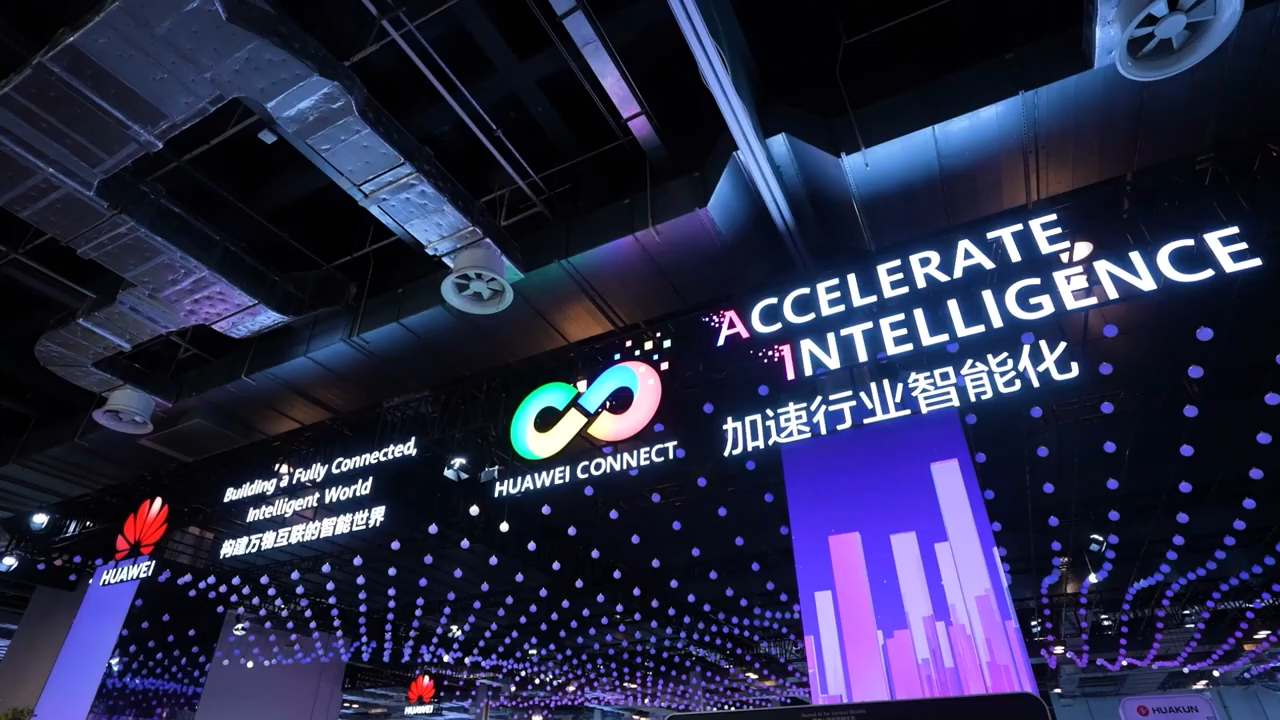 ACCELERATE
INTELLIGENCE
加速行业智能化
HUAWEI CONNECT
Building a Fully Connected,
Intelligent World
构建万物互联的智能世界
HUAWEI
HUAWEI
HUAKUN